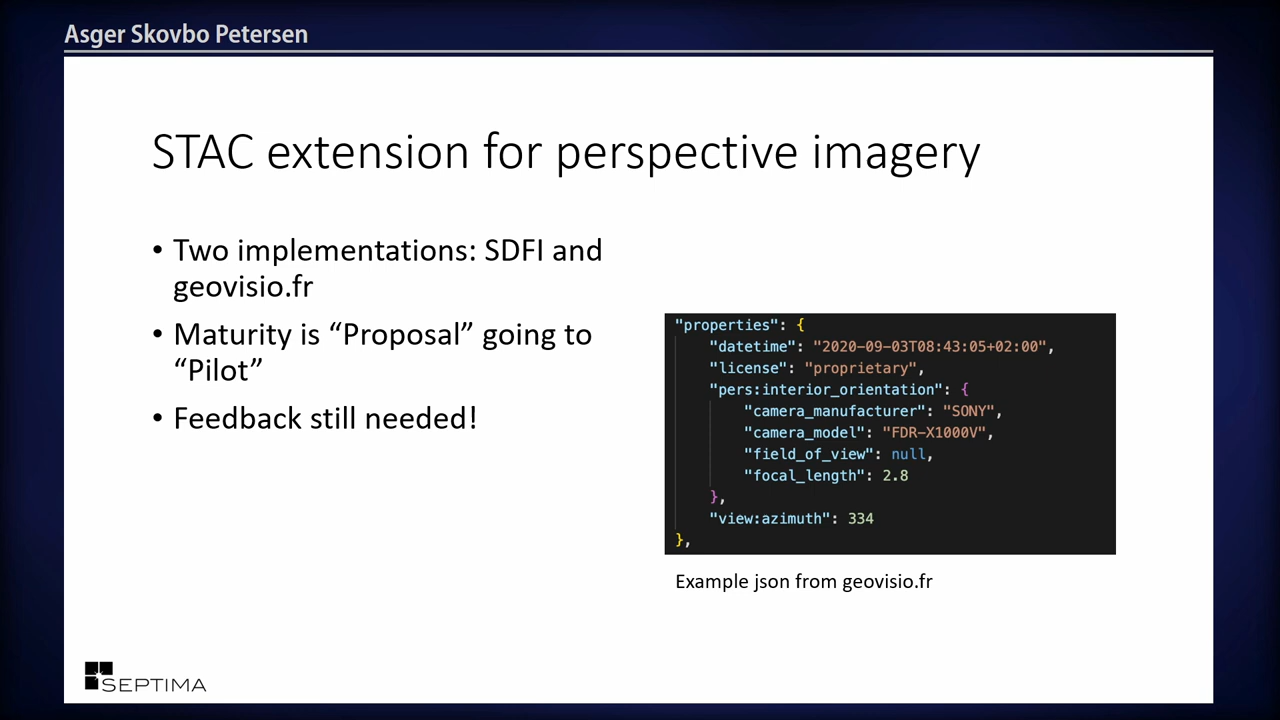 Asger Skovbo Petersen
STAC extension for perspective imagery
• Two implementations: SDFI and
geovisio.fr
• Maturity is “Proposal” going to
“Pilot”
• Feedback still needed!
"properties": {
"datetime": "2020-09-03T08:43:05+02:00",
"license": "proprietary",
"pers:interior_orientation": {
"camera_manufacturer": "SONY",
"camera_model": "FDR-X1000V",
"field_of_view": null,
"focal_length": 2.8
},
"view:azimuth": 334
},
Example json from geovisio.fr
SEPTIMA